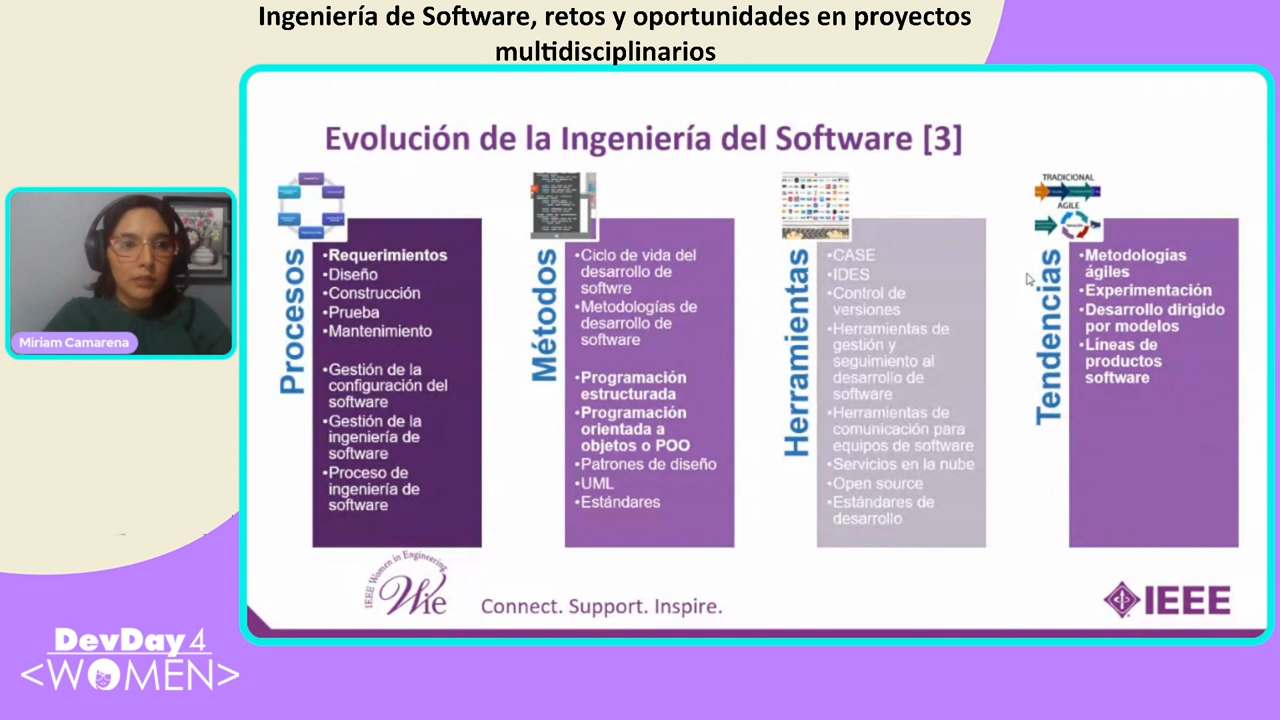 Ingeniería de Software, retos y oportunidades en proyectos
multidisciplinarios
Evolución de la Ingeniería del Software [3]
Procesos
•Requerimientos
•Diseño
•Construcción
•Prueba
•Mantenimiento
•Gestión de la
configuración del
software
•Gestión de la
ingeniería de
software
•Proceso de
ingeniería de
software
Métodos
•Ciclo de vida del
desarrollo de
softwre
•Metodologías de
desarrollo de
software
•Programación
estructurada
•Programación
orientada a
objetos o POO
•Patrones de diseño
•UML
•Estándares
Herramientas
•CASE
•IDES
•Control de
versiones
•Herramientas de
gestión y
seguimiento al
desarrollo de
software
•Herramientas de
comunicación para
equipos de software
•Servicios en la nube
•Open source
•Estándares de
desarrollo
TRADICIONAL
AGILE
Tendencias
•Metodologías
ágiles
•Experimentación
•Desarrollo dirigido
por modelos
•Líneas de
productos
software
Miriam Camarena
IEEE Women in Engineering
Wie
Connect. Support. Inspire.
IEEE
DevDay4
<WOMEN>